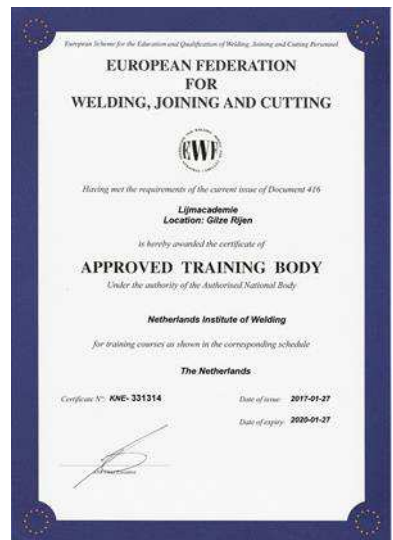 European Scheme for the Education and Qualification of Welding, Joining and Cutting Personnel
EUROPEAN FEDERATION
FOR
WELDING, JOINING AND CUTTING
EWF
Having met the requirements of the current issue of Document 416
Lijmacademie
Location: Gilze Rijen
is hereby awarded the certificate of
APPROVED TRAINING BODY
Under the authority of the Authorised National Body
Netherlands Institute of Welding
for training courses as shown in the corresponding schedule
The Netherlands
Certificate Nº: KNE- 331314 Date of issue: 2017-01-27
Date of expiry: 2020-01-27